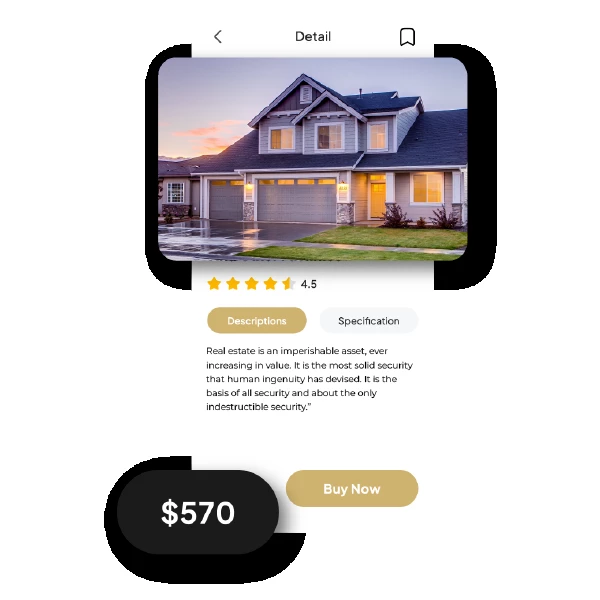 Detail
4.5
Descriptions
Specification
Real estate is an imperishable asset, ever
increasing in value. It is the most solid security
that human ingenuity has devised. It is the
basis of all security and about the only
indestructible security.”
Buy Now
$570